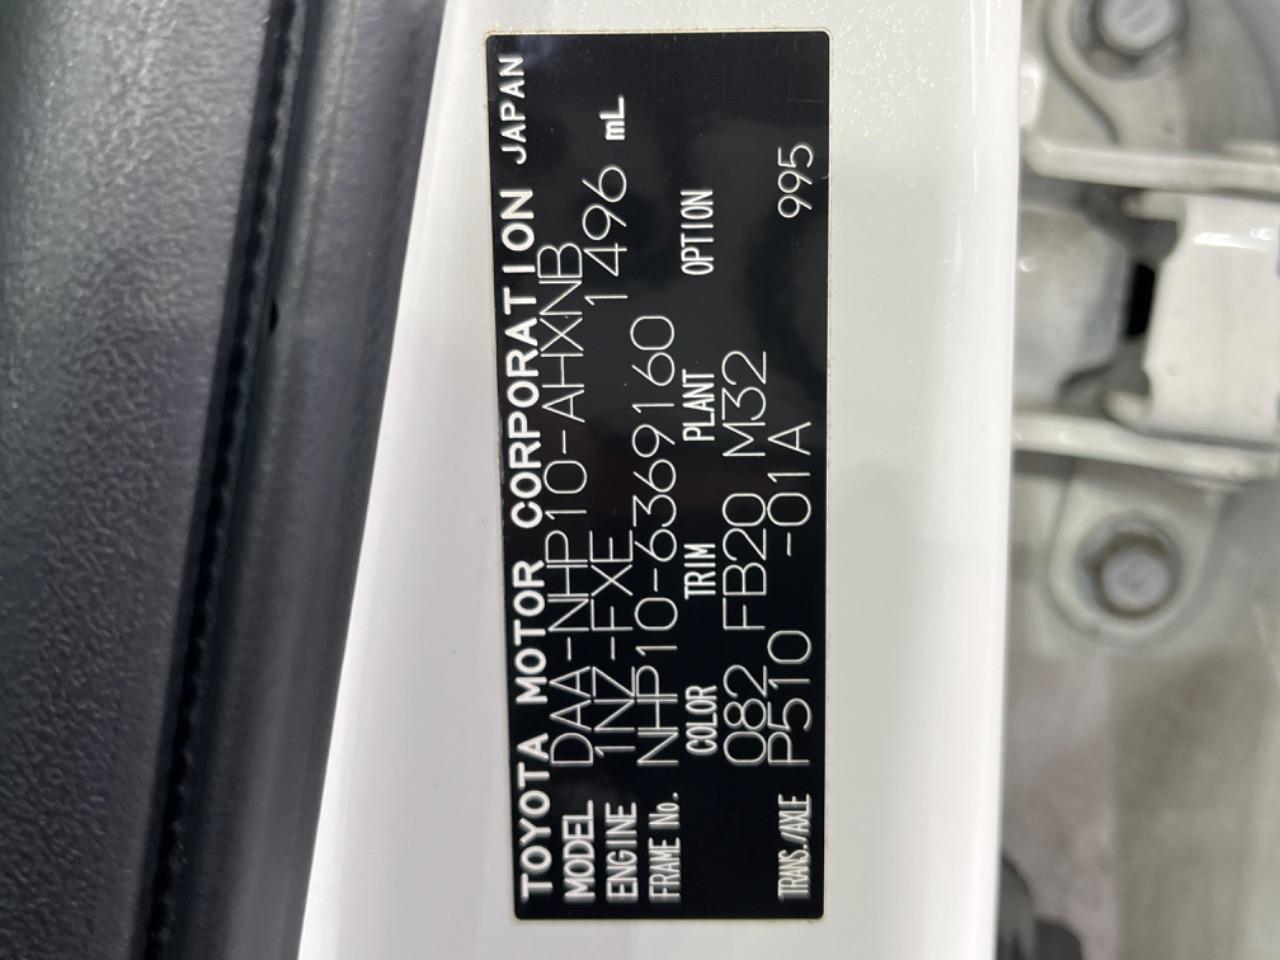 TOYOTA MOTOR CORPORATION JAPAN
MODEL DAA-NHP10-AHXNB
ENGINE 1NZ-FXE 1496 mL
FRAME No. NHP10-6369160
COLOR TRIM PLANT OPTION
082 FB20 M32
TRANS./AXLE P510 -01A 995